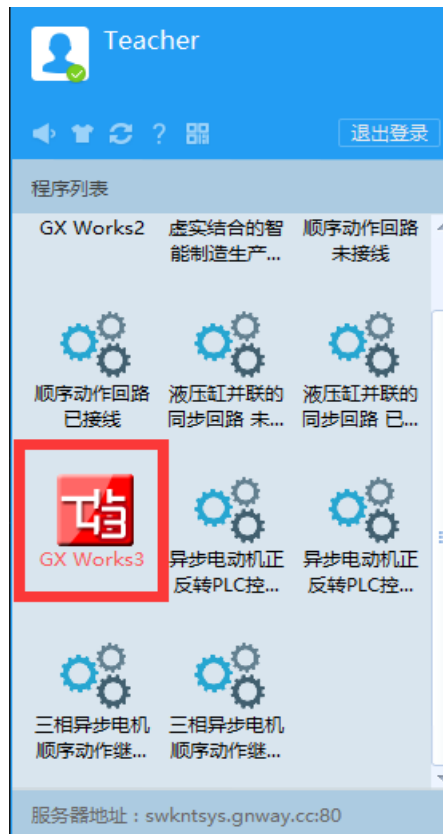 Teacher
?
退出登录
程序列表
GX Works2 虚实结合的智 顺序动作回路
能制造生产... 未接线
顺序动作回路 液压缸并联的 液压缸并联的
已接线 同步回路 未... 同步回路 已...
GX Works3 异步电动机正 异步电动机正
反转PLC控... 反转PLC控...
三相异步电机 三相异步电机
顺序动作继... 顺序动作继...
服务器地址：swkntsys.gnway.cc:80